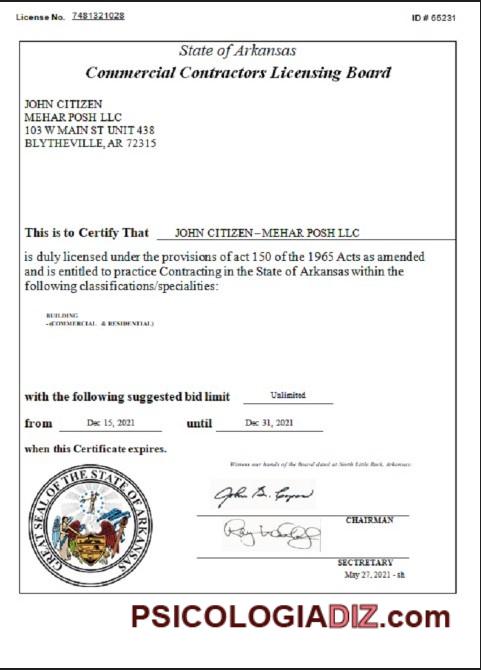 License No. 7481321028
ID # 65231
State of Arkansas
Commercial Contractors Licensing Board
JOHN CITIZEN
MEHAR POSH LLC
103 W MAIN ST UNIT 438
BLYTHEVILLE, AR 72315
This is to Certify That JOHN CITIZEN – MEHAR POSH LLC
is duly licensed under the provisions of act 150 of the 1965 Acts as amended
and is entitled to practice Contracting in the State of Arkansas within the
following classifications/specialities:
BUILDING
-(COMMERCIAL & RESIDENTIAL)
with the following suggested bid limit Unlimited
from Dec 15, 2021 until Dec 31, 2021
when this Certificate expires.
Witness our hands of the Board dated at North Little Rock, Arkansas
CHAIRMAN
SECRETARY
May 27, 2021 - sh
GREAT SEAL OF THE STATE OF ARKANSAS
PSICOLOGIADIZ.com